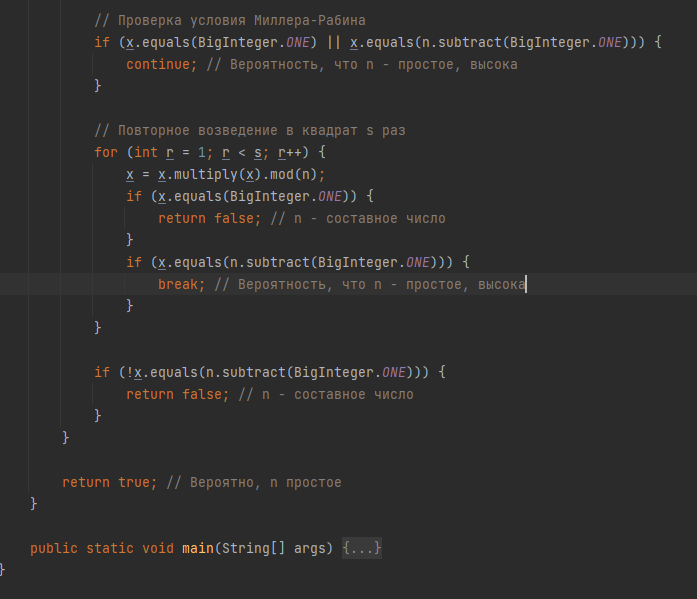 // Проверка условия Миллера-Рабина
if (x.equals(BigInteger.ONE) || x.equals(n.subtract(BigInteger.ONE))) {
continue; // Вероятность, что n - простое, высока
}
// Повторное возведение в квадрат s раз
for (int r = 1; r < s; r++) {
x = x.multiply(x).mod(n);
if (x.equals(BigInteger.ONE)) {
return false; // n - составное число
}
if (x.equals(n.subtract(BigInteger.ONE))) {
break; // Вероятность, что n - простое, высока
}
}
if (!x.equals(n.subtract(BigInteger.ONE))) {
return false; // n - составное число
}
}
return true; // Вероятно, n простое
}
public static void main(String[] args) {...}
}